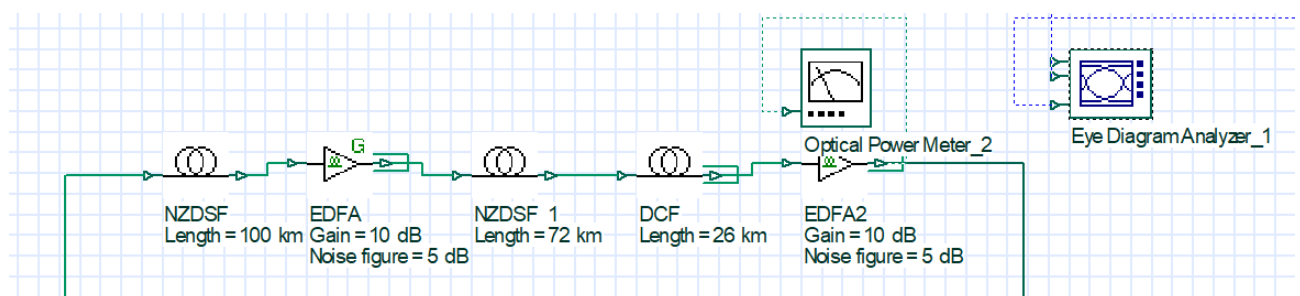 Optical Power Meter_2
Eye Diagram Analyzer_1
G
NZDSF
Length = 100 km
EDFA
Gain = 10 dB
Noise figure = 5 dB
NZDSF_1
Length = 72 km
DCF
Length = 26 km
EDFA2
Gain = 10 dB
Noise figure = 5 dB